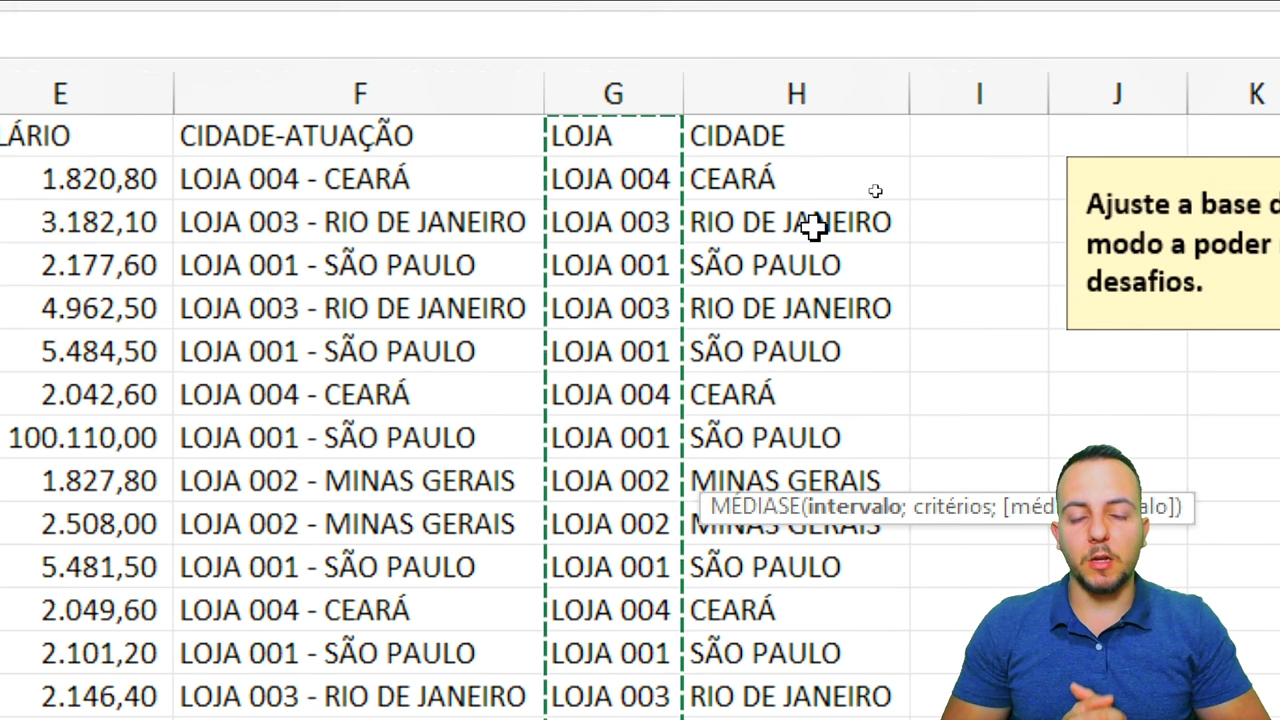 E F G H I J K
LÁRIO CIDADE-ATUAÇÃO LOJA CIDADE
1.820,80 LOJA 004 - CEARÁ LOJA 004 CEARÁ
3.182,10 LOJA 003 - RIO DE JANEIRO LOJA 003 RIO DE JANEIRO
2.177,60 LOJA 001 - SÃO PAULO LOJA 001 SÃO PAULO
4.962,50 LOJA 003 - RIO DE JANEIRO LOJA 003 RIO DE JANEIRO
5.484,50 LOJA 001 - SÃO PAULO LOJA 001 SÃO PAULO
2.042,60 LOJA 004 - CEARÁ LOJA 004 CEARÁ
100.110,00 LOJA 001 - SÃO PAULO LOJA 001 SÃO PAULO
1.827,80 LOJA 002 - MINAS GERAIS LOJA 002 MINAS GERAIS
2.508,00 LOJA 002 - MINAS GERAIS LOJA 002 MINAS GERAIS
5.481,50 LOJA 001 - SÃO PAULO LOJA 001 SÃO PAULO
2.049,60 LOJA 004 - CEARÁ LOJA 004 CEARÁ
2.101,20 LOJA 001 - SÃO PAULO LOJA 001 SÃO PAULO
2.146,40 LOJA 003 - RIO DE JANEIRO LOJA 003 RIO DE JANEIRO
Ajuste a base d
modo a poder
desafios.
MÉDIASE(intervalo; critérios; [méd alo])